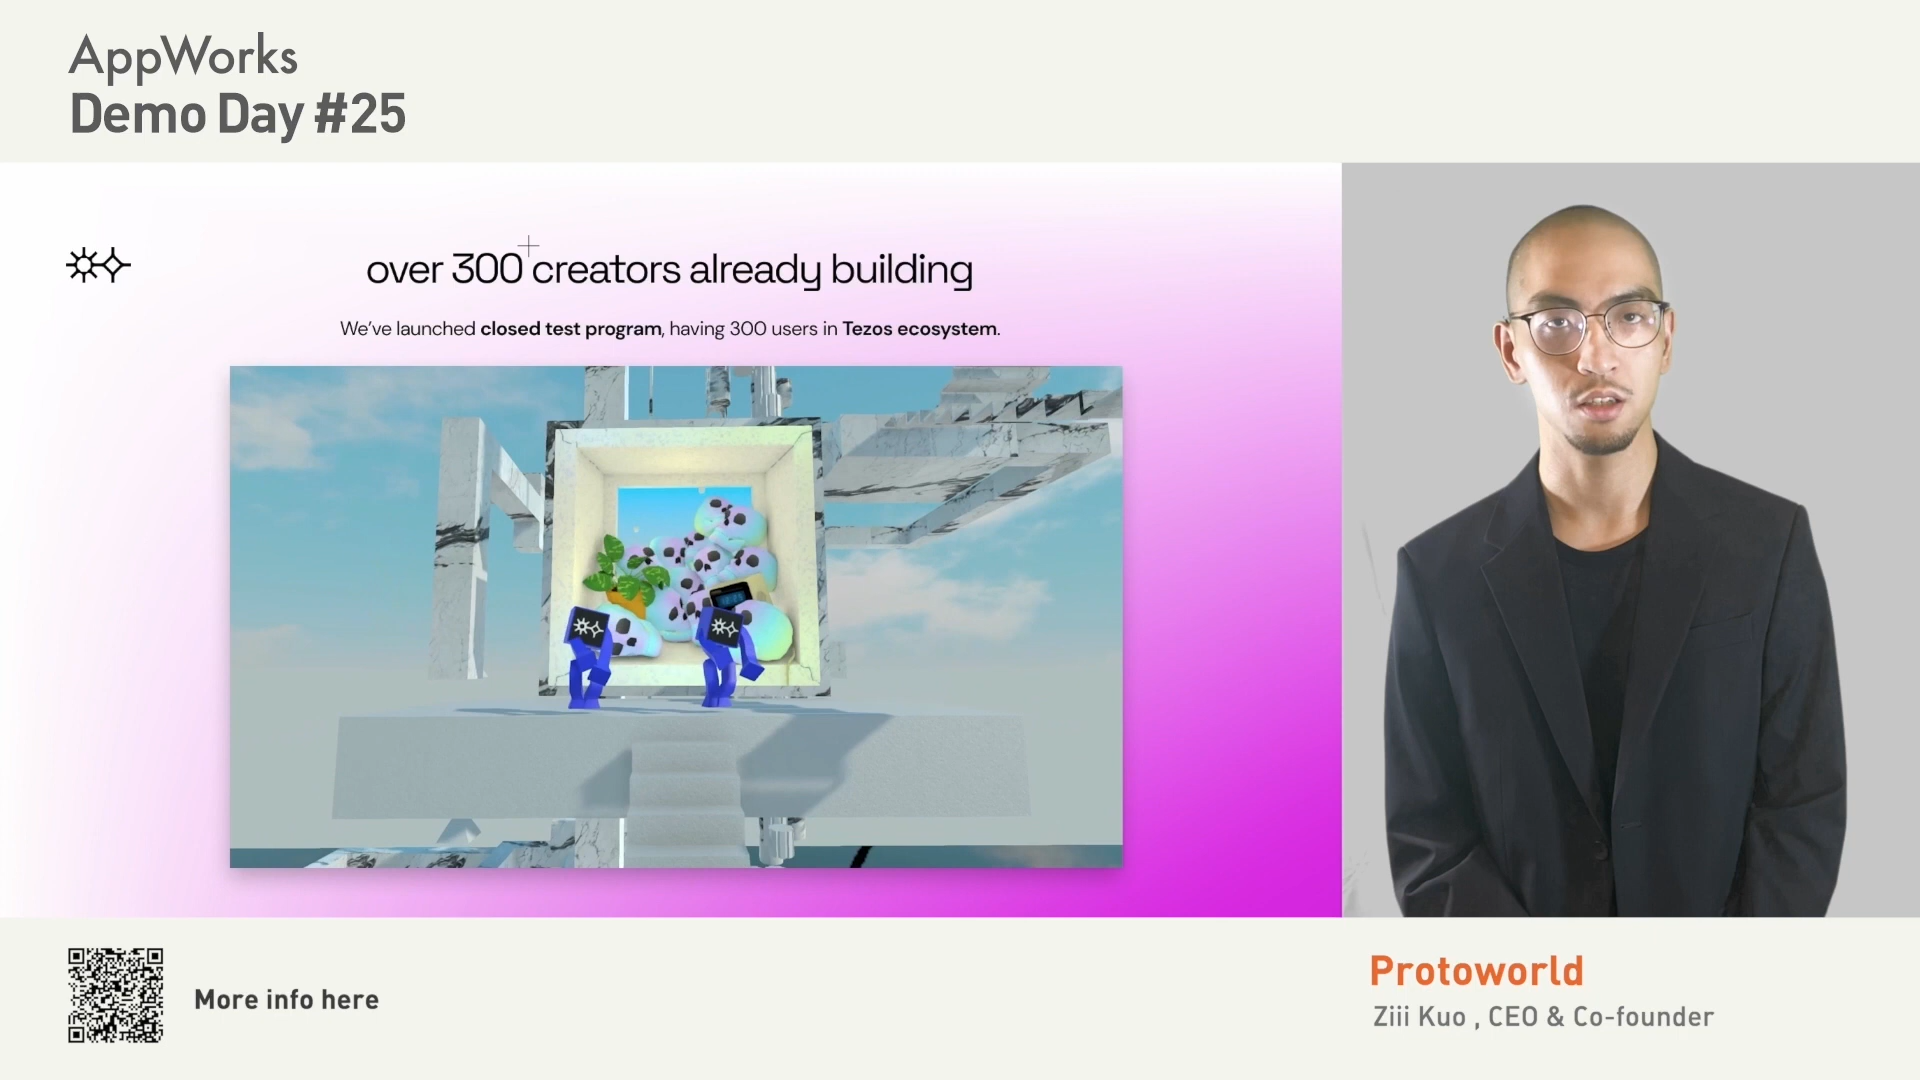 AppWorks
Demo Day #25
over 300 creators already building
We've launched closed test program, having 300 users in Tezos ecosystem.
More info here
Protoworld
Ziii Kuo , CEO & Co-founder